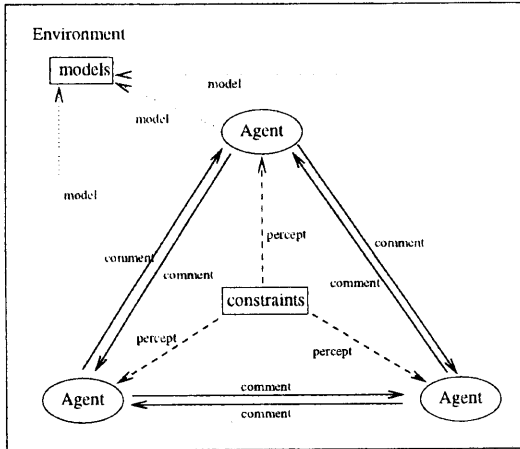 Environment
models
model
model
Agent
model
percept
comment
comment
comment
comment
constraints
percept
percept
comment
Agent
Agent
comment